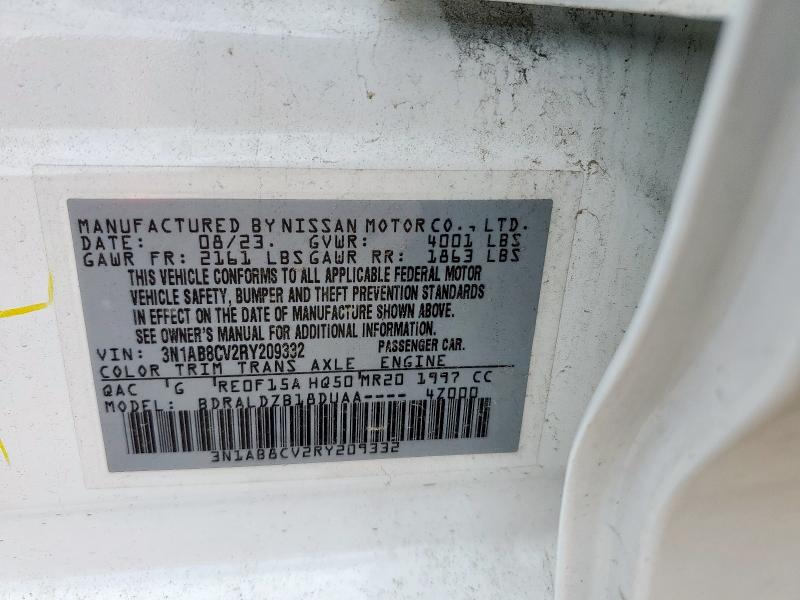 MANUFACTURED BY NISSAN MOTOR CO., LTD.
DATE: 08/23. GVWR: 4001 LBS
GAWR FR: 2161 LBS GAWR RR: 1863 LBS
THIS VEHICLE CONFORMS TO ALL APPLICABLE FEDERAL MOTOR
VEHICLE SAFETY, BUMPER AND THEFT PREVENTION STANDARDS
IN EFFECT ON THE DATE OF MANUFACTURE SHOWN ABOVE.
SEE OWNER'S MANUAL FOR ADDITIONAL INFORMATION.
VIN: 3N1AB8CV2RY209332 PASSENGER CAR.
COLOR TRIM TRANS AXLE ENGINE
QAC 'G 'RE0F15A HQ50 MR20 1997 CC
MODEL: BDRALDZB18DUAA---- 4Z000
3N1AB8CV2RY209332